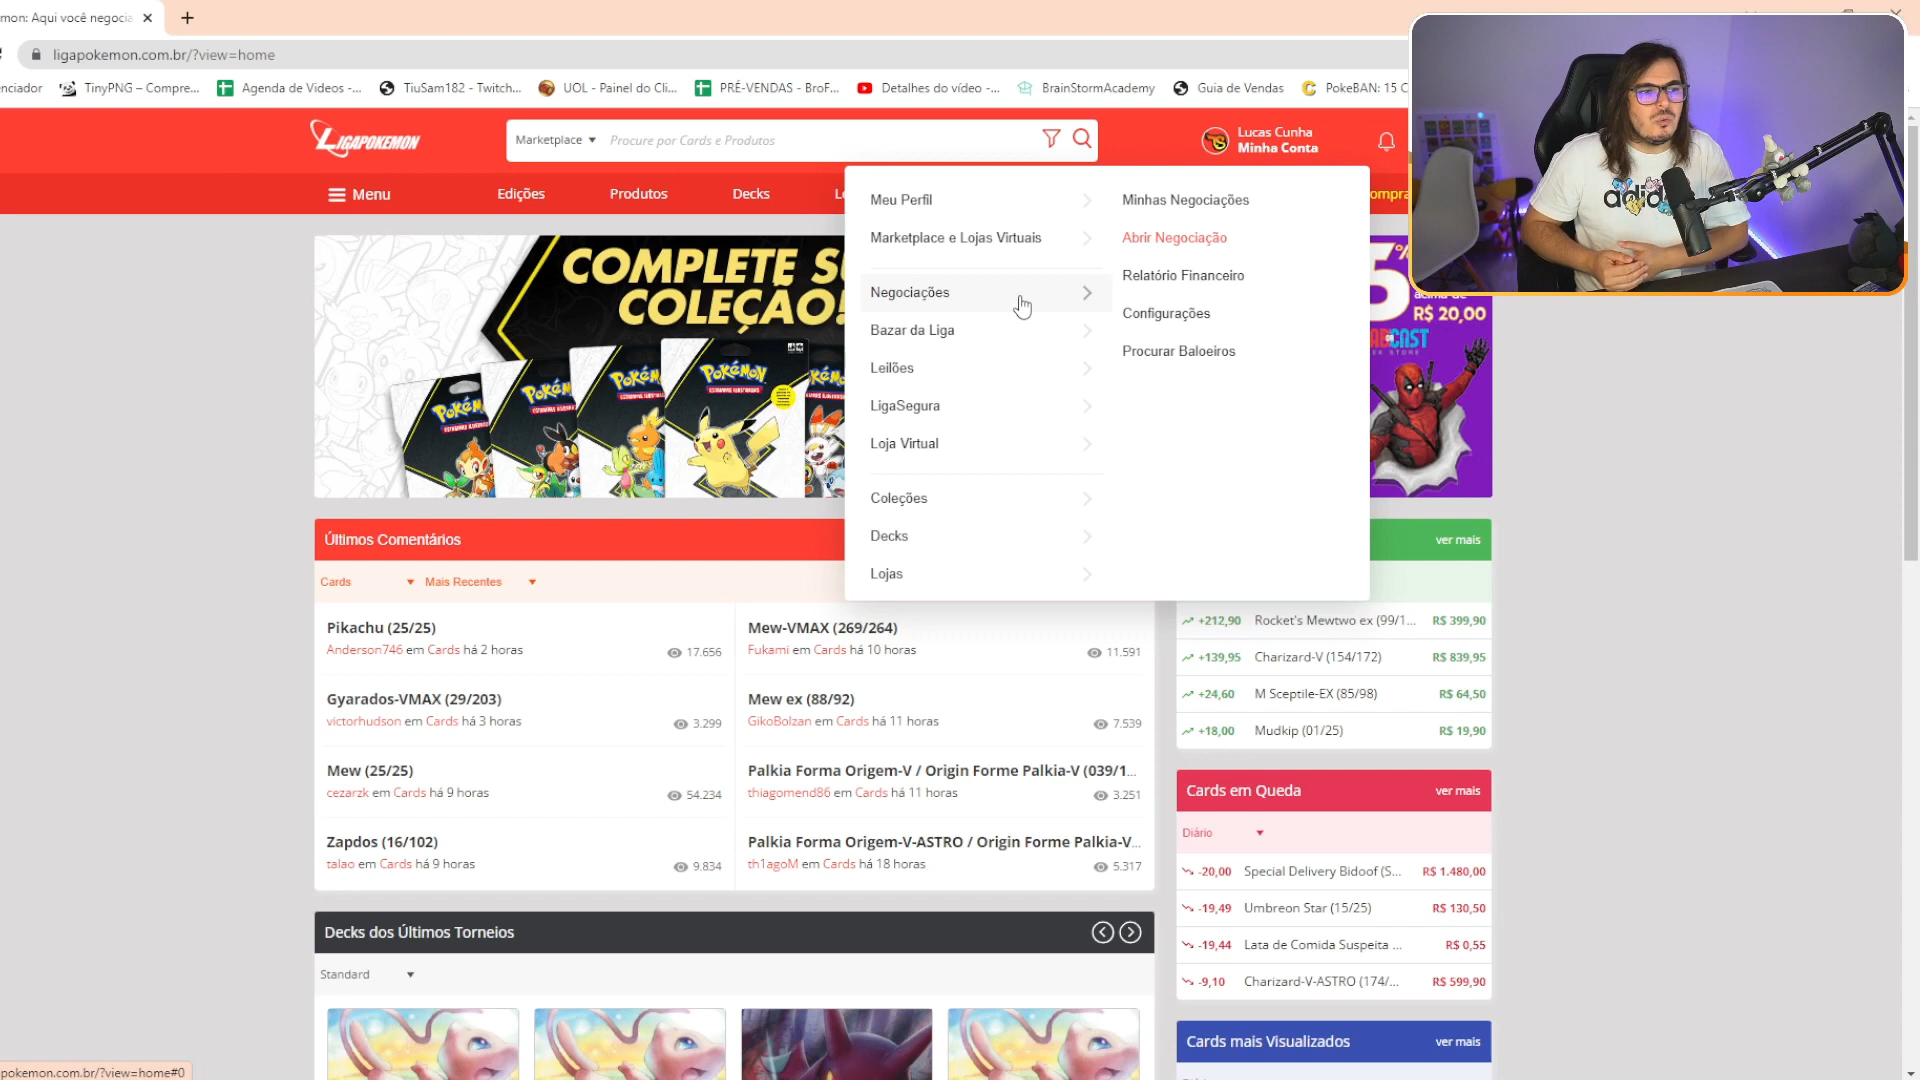 mon: Aqui você negocia
ligapokemon.com.br/?view=home
enciador
TinyPNG – Compre...
Agenda de Videos -...
TiuSam182 - Twitch...
UOL - Painel do Cli...
PRÉ-VENDAS - BroF...
Detalhes do vídeo -...
BrainStormAcademy
Guia de Vendas
PokeBAN: 15 C
LIGAPOKEMON
Marketplace
Procure por Cards e Produtos
Lucas Cunha
Minha Conta
Menu
Edições
Produtos
Decks
Le
ompra
Meu Perfil
Marketplace e Lojas Virtuais
Negociações
Bazar da Liga
Leilões
LigaSegura
Loja Virtual
Coleções
Decks
Lojas
Minhas Negociações
Abrir Negociação
Relatório Financeiro
Configurações
Procurar Baloeiros
COMPLETE SU
COLEÇÃO!
Pokémon
Pokémon
Pokémon
5%
acima de
R$ 20,00
adidas
Últimos Comentários
Cards
Mais Recentes
Pikachu (25/25)
Anderson746 em Cards há 2 horas
17.656
Gyarados-VMAX (29/203)
victorhudson em Cards há 3 horas
3.299
Mew (25/25)
cezarzk em Cards há 9 horas
54.234
Zapdos (16/102)
talao em Cards há 9 horas
9.834
Mew-VMAX (269/264)
Fukami em Cards há 10 horas
11.591
Mew ex (88/92)
GikoBolzan em Cards há 11 horas
7.539
Palkia Forma Origem-V / Origin Forme Palkia-V (039/1...
thiagomend86 em Cards há 11 horas
3.251
Palkia Forma Origem-V-ASTRO / Origin Forme Palkia-V...
th1agoM em Cards há 18 horas
5.317
ver mais
+212,90 Rocket's Mewtwo ex (99/1... R$ 399,90
+139,95 Charizard-V (154/172) R$ 839,95
+24,60 M Sceptile-EX (85/98) R$ 64,50
+18,00 Mudkip (01/25) R$ 19,90
Cards em Queda
ver mais
Diário
-20,00 Special Delivery Bidoof (S... R$ 1.480,00
-19,49 Umbreon Star (15/25) R$ 130,50
-19,44 Lata de Comida Suspeita ... R$ 0,55
-9,10 Charizard-V-ASTRO (174/... R$ 599,90
Decks dos Últimos Torneios
Standard
Cards mais Visualizados
ver mais
pokemon.com.br/?view=home#0